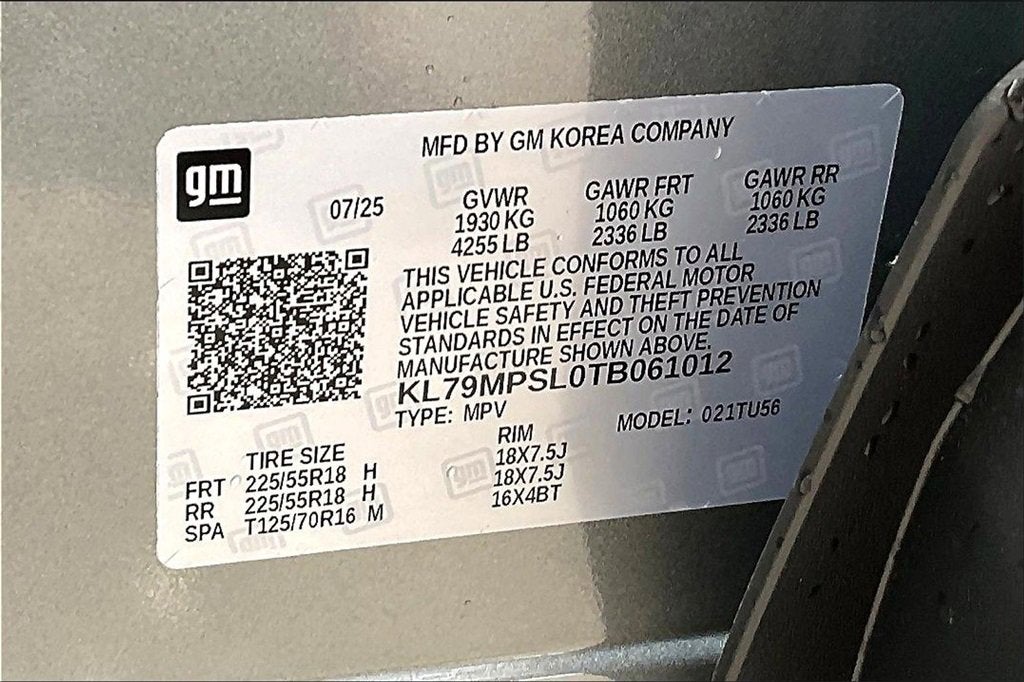 MFD BY GM KOREA COMPANY
gm
07/25
GVWR GAWR FRT GAWR RR
1930 KG 1060 KG 1060 KG
4255 LB 2336 LB 2336 LB
THIS VEHICLE CONFORMS TO ALL
APPLICABLE U.S. FEDERAL MOTOR
VEHICLE SAFETY AND THEFT PREVENTION
STANDARDS IN EFFECT ON THE DATE OF
MANUFACTURE SHOWN ABOVE.
KL79MPSL0TB061012
TYPE: MPV MODEL: 021TU56
TIRE SIZE RIM
FRT 225/55R18 H 18X7.5J
RR 225/55R18 H 18X7.5J
SPA T125/70R16 M 16X4BT